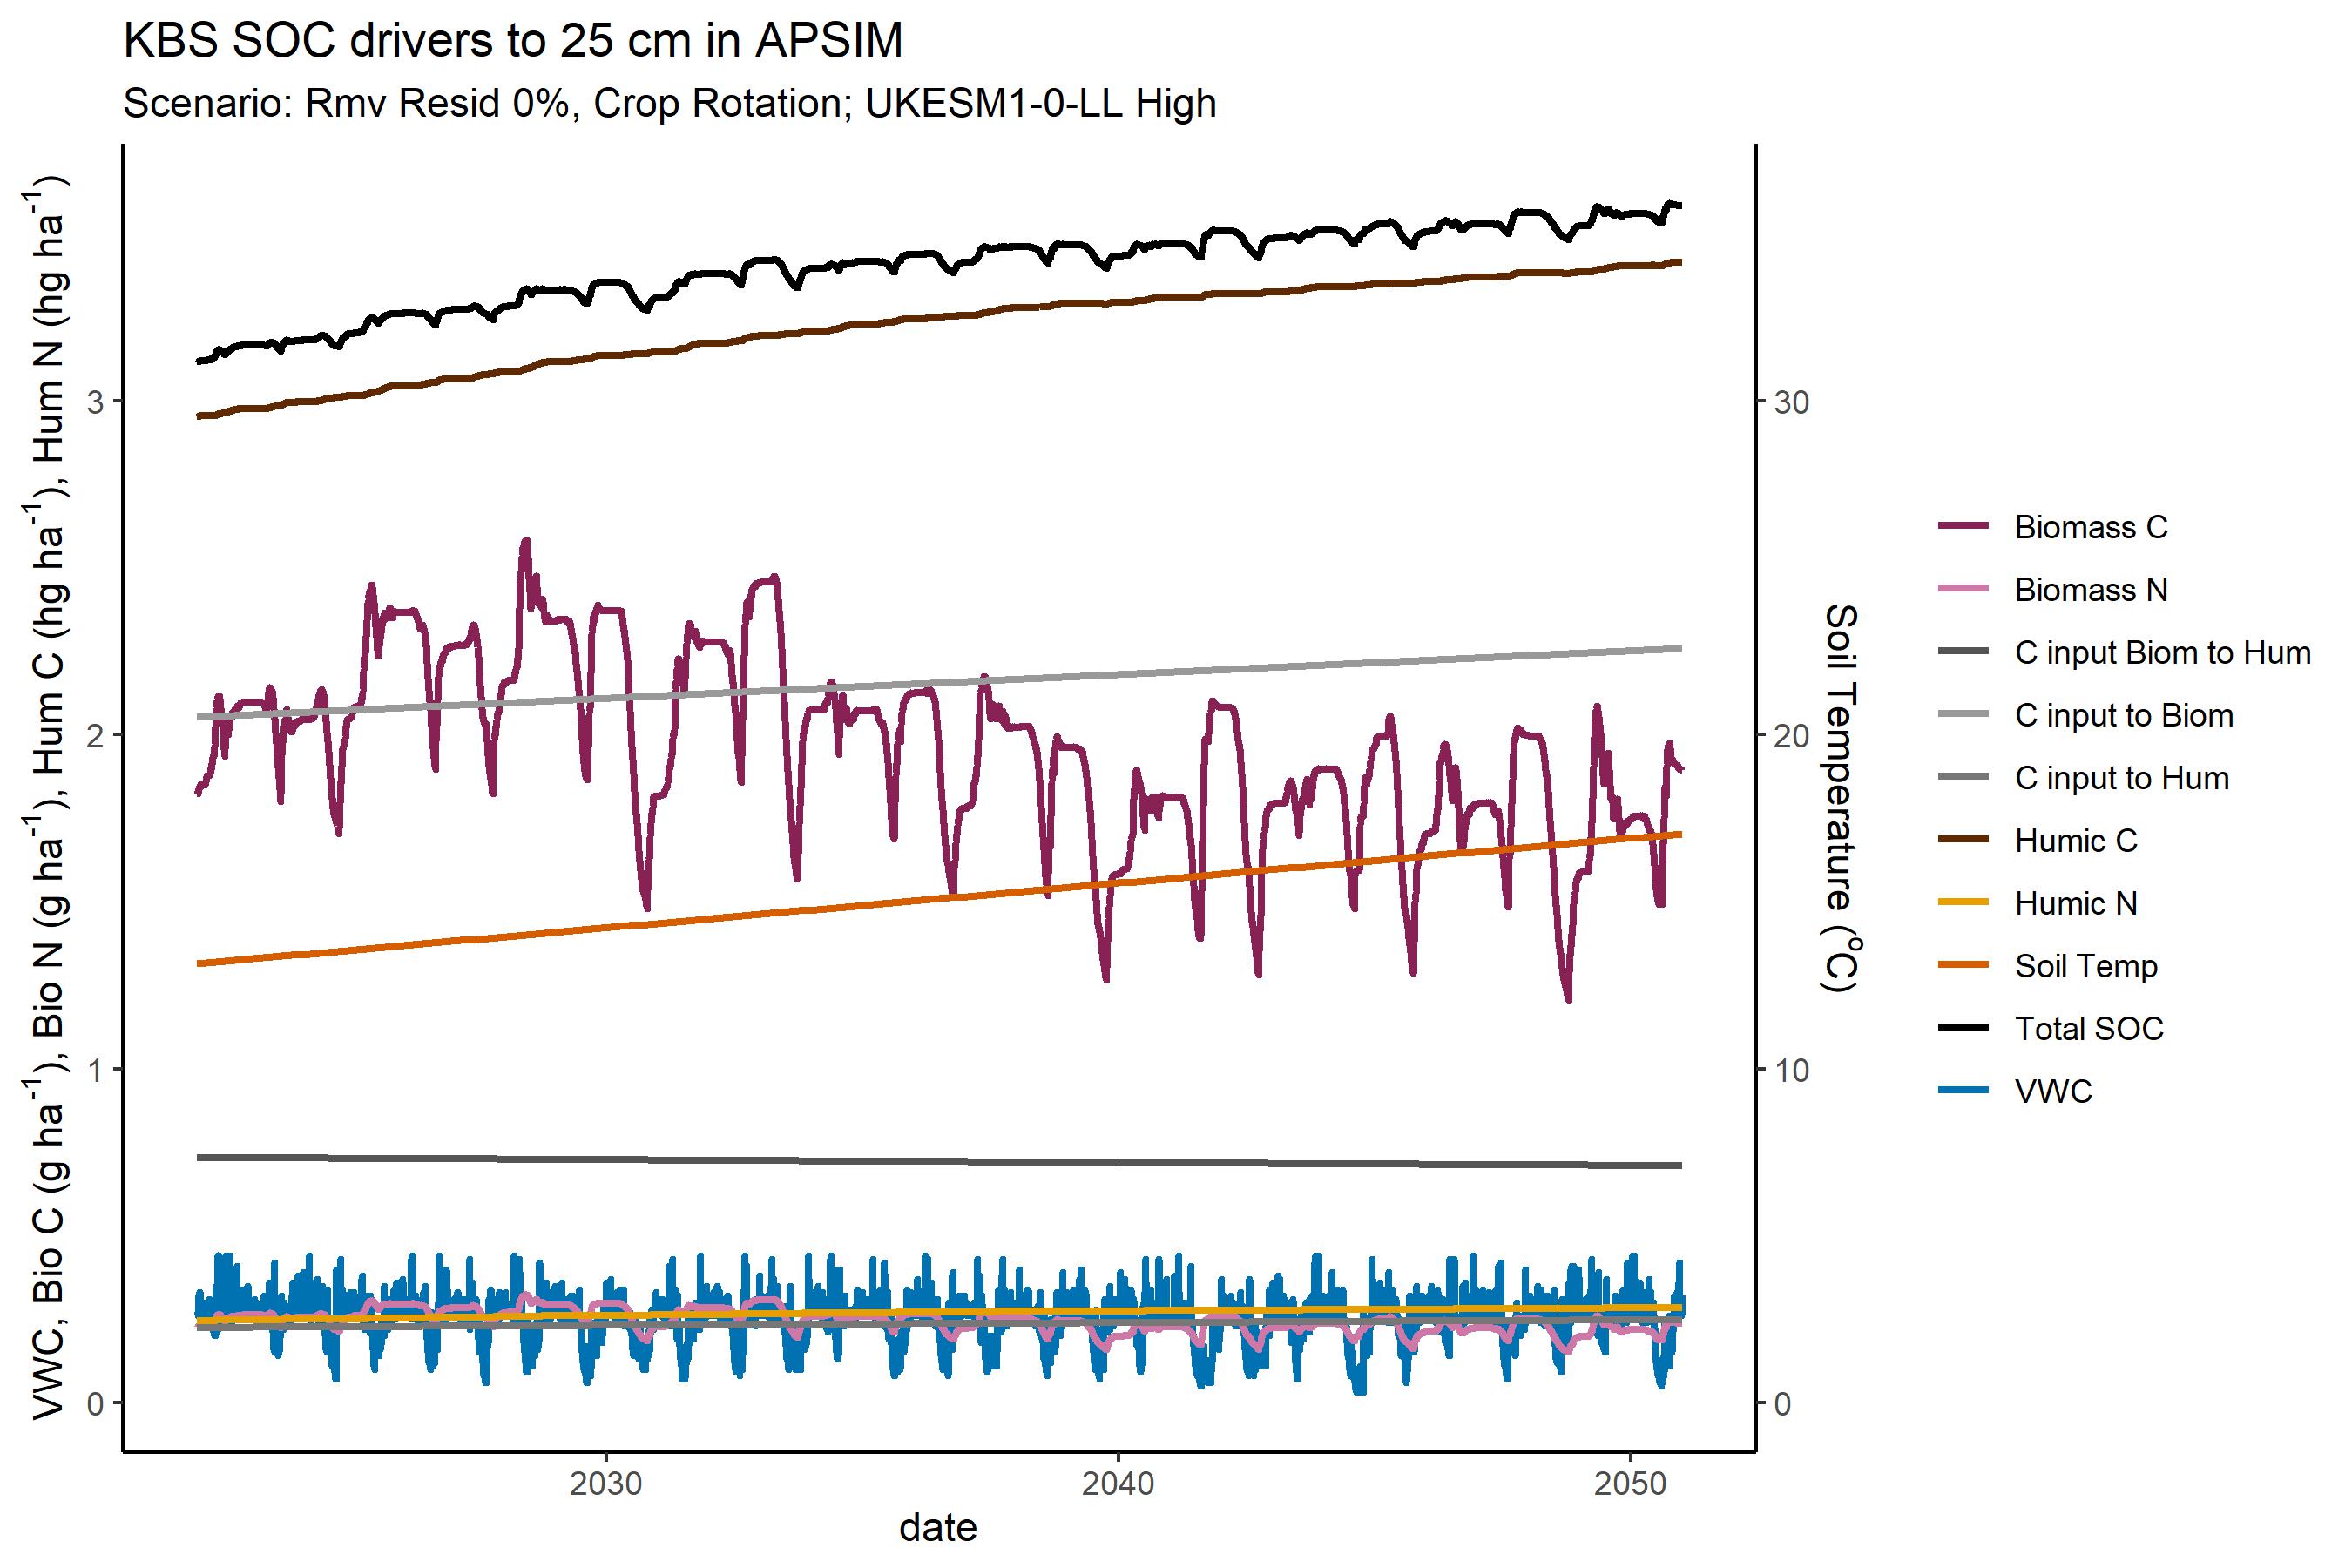 KBS SOC drivers to 25 cm in APSIM
Scenario: Rmv Resid 0%, Crop Rotation; UKESM1-0-LL High
VWC, Bio C (g ha⁻¹), Bio N (g ha⁻¹), Hum C (hg ha⁻¹), Hum N (hg ha⁻¹)
3
2
1
0
30
20
10
0
Soil Temperature (°C)
2030
2040
2050
date
Biomass C
Biomass N
C input Biom to Hum
C input to Biom
C input to Hum
Humic C
Humic N
Soil Temp
Total SOC
VWC